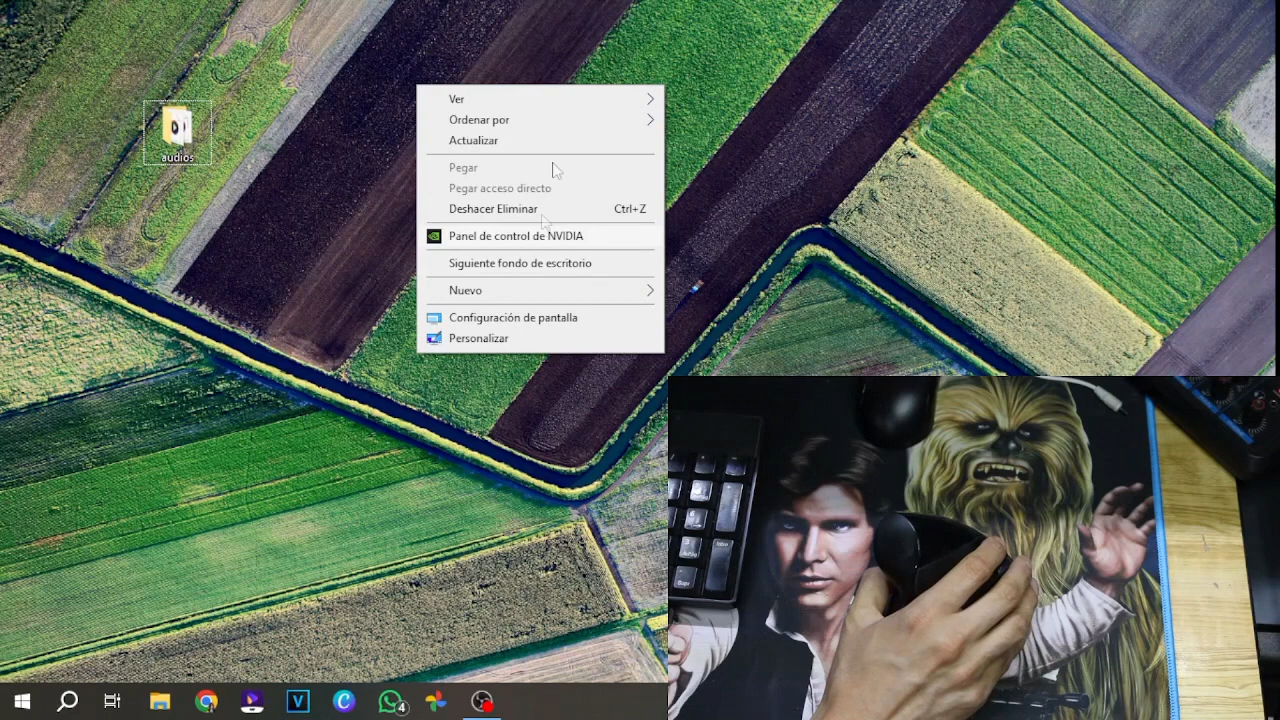 audios
Ver
Ordenar por
Actualizar
Pegar
Pegar acceso directo
Deshacer Eliminar Ctrl+Z
Panel de control de NVIDIA
Siguiente fondo de escritorio
Nuevo
Configuración de pantalla
Personalizar
4